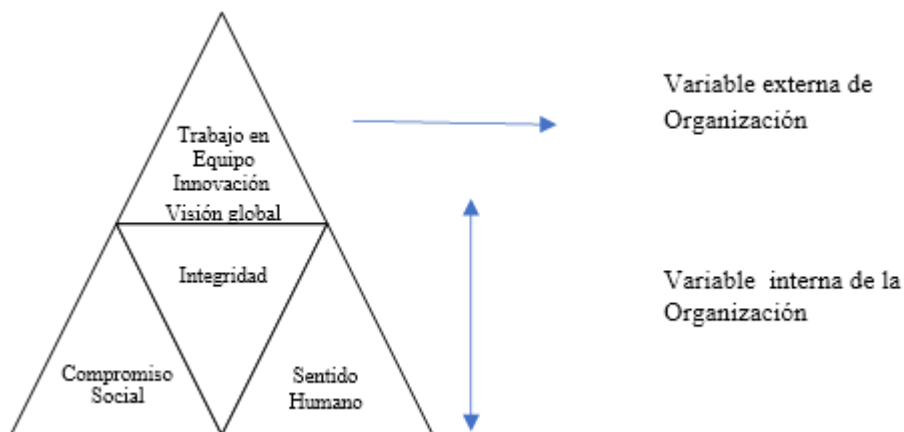 Trabajo en
Equipo
Innovación
Visión global
Integridad
Compromiso
Social
Sentido
Humano
Variable externa de
Organización
Variable interna de la
Organización